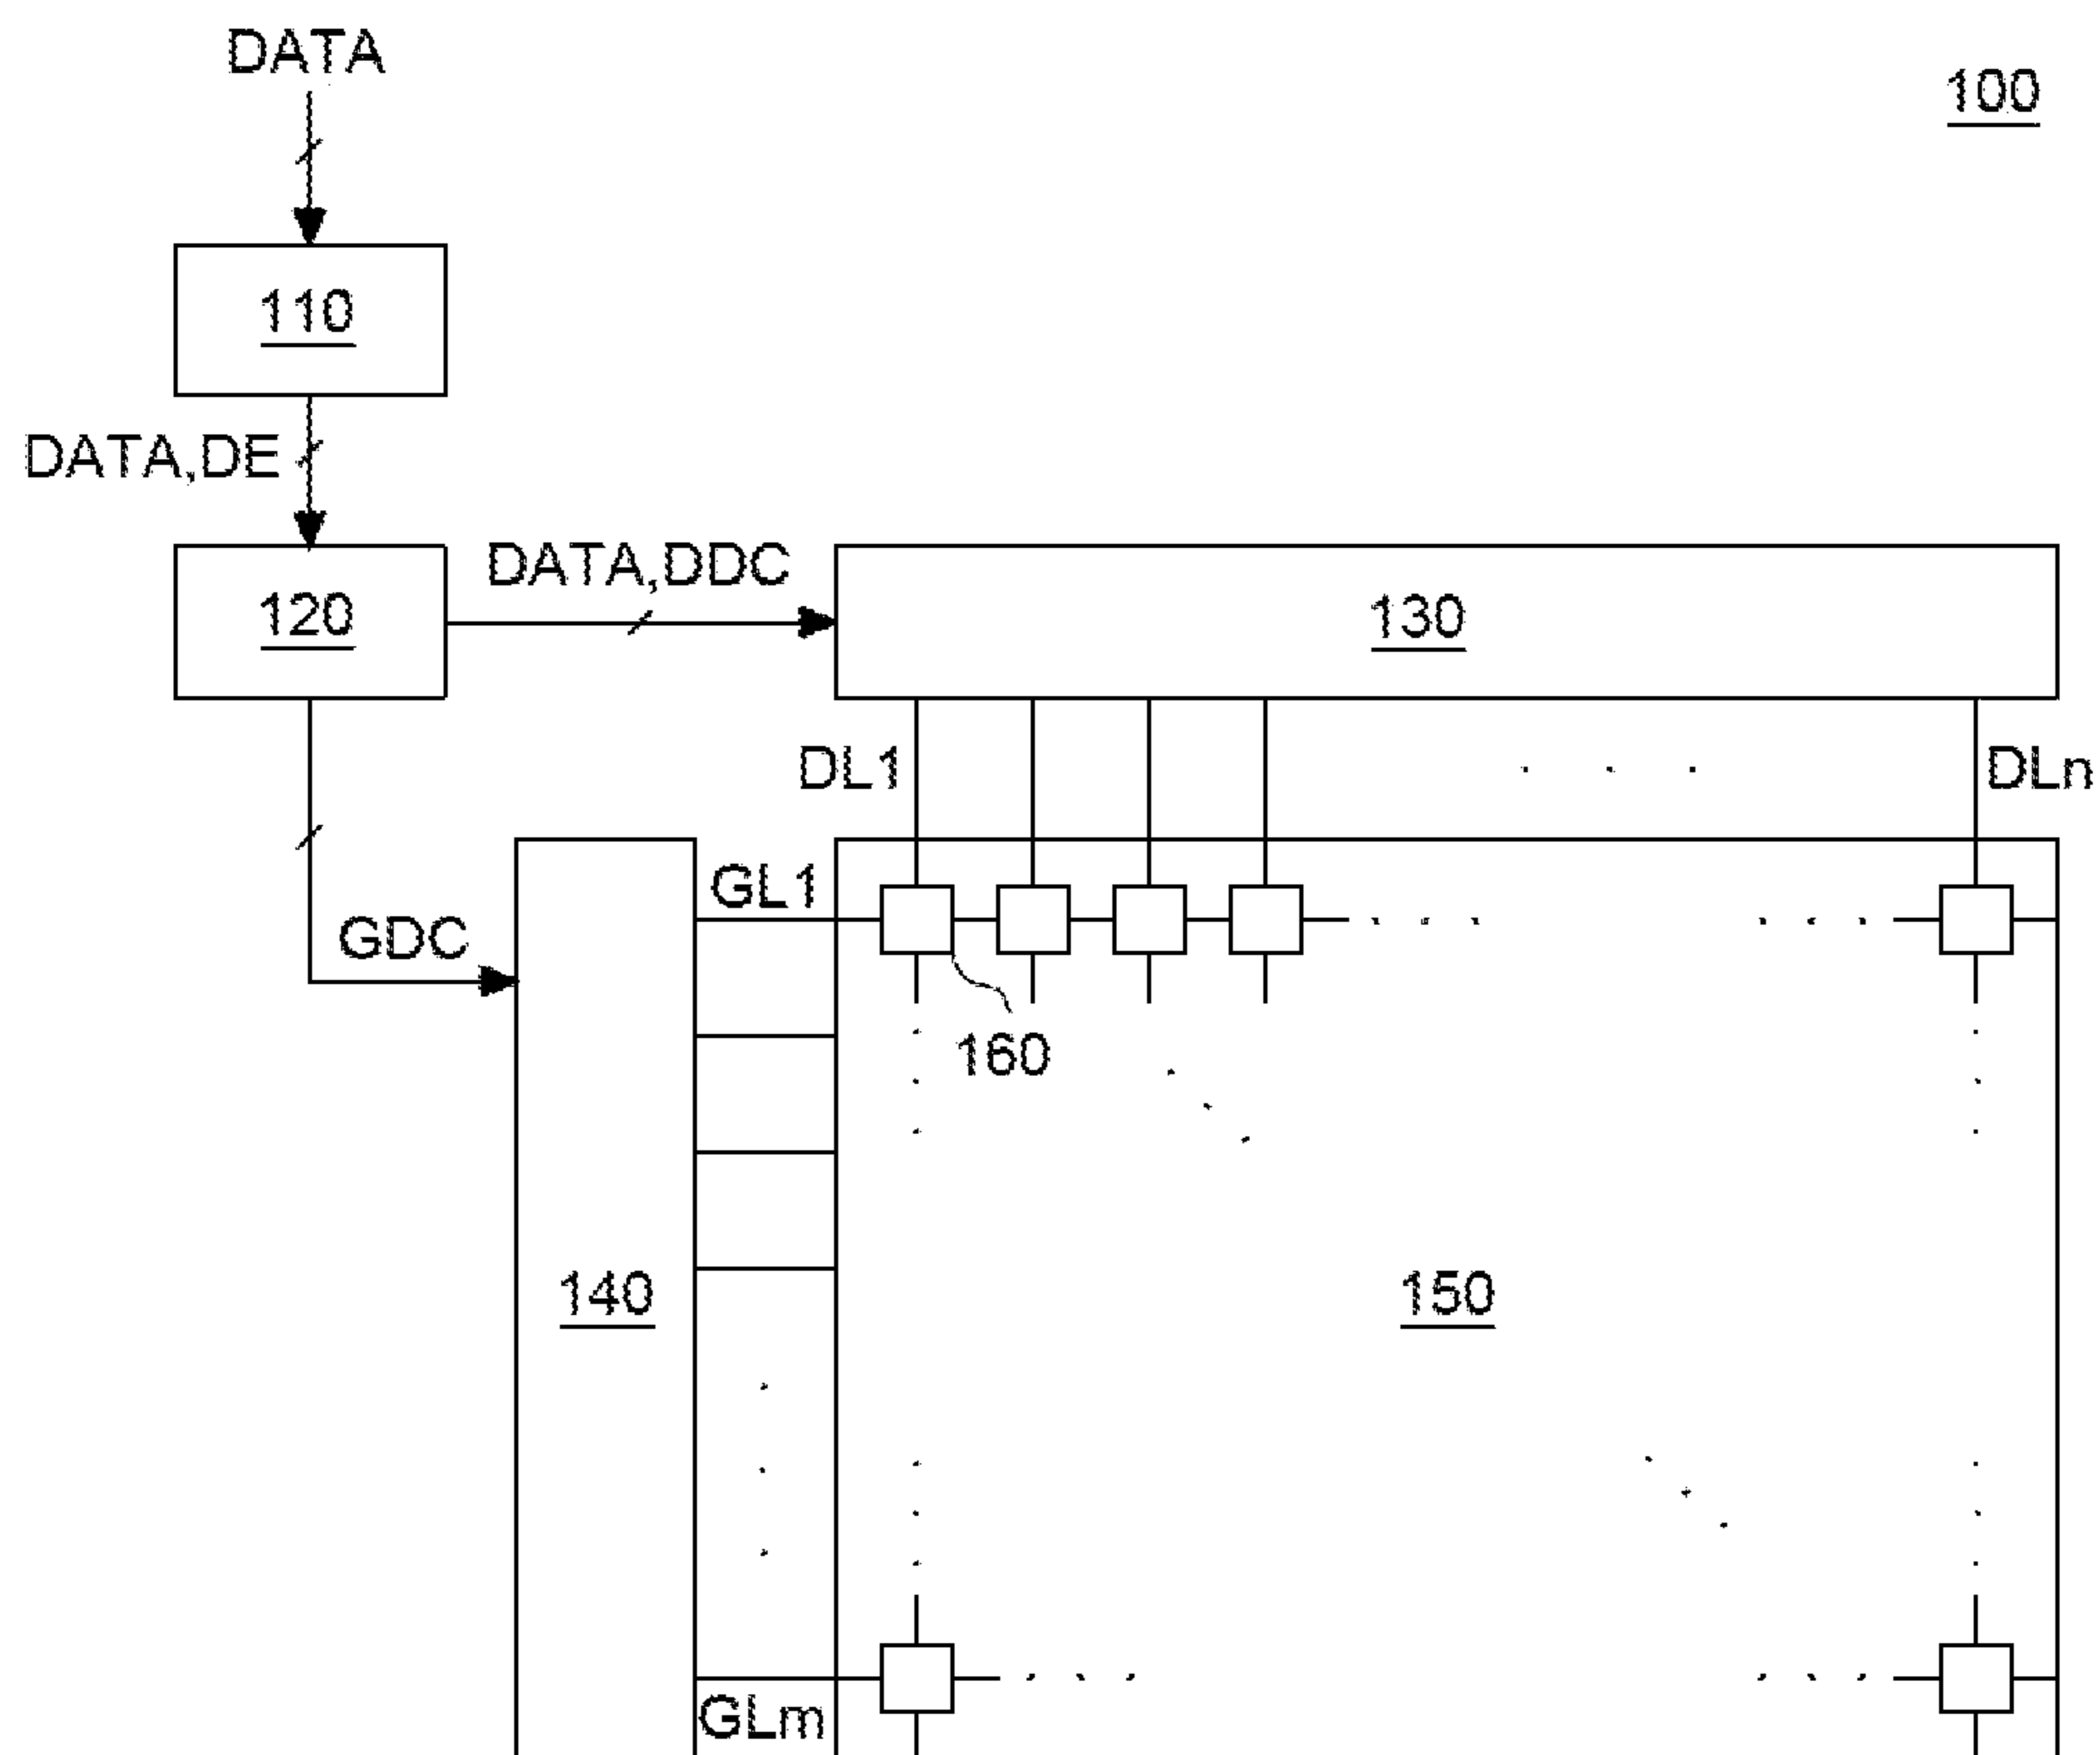 DATA
100
110
DATA,DE
DATA,DDC
120
130
DL1
DLn
GL1
GDC
160
140
150
GLm